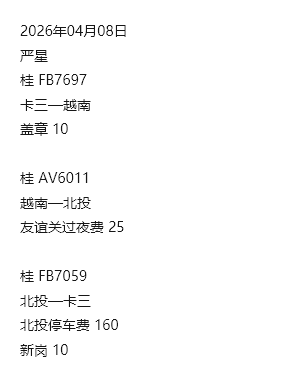 2026年04月08日
严星
桂 FB7697
卡三—越南
盖章 10

桂 AV6011
越南—北投
友谊关过夜费 25

桂 FB7059
北投—卡三
北投停车费 160
新岗 10